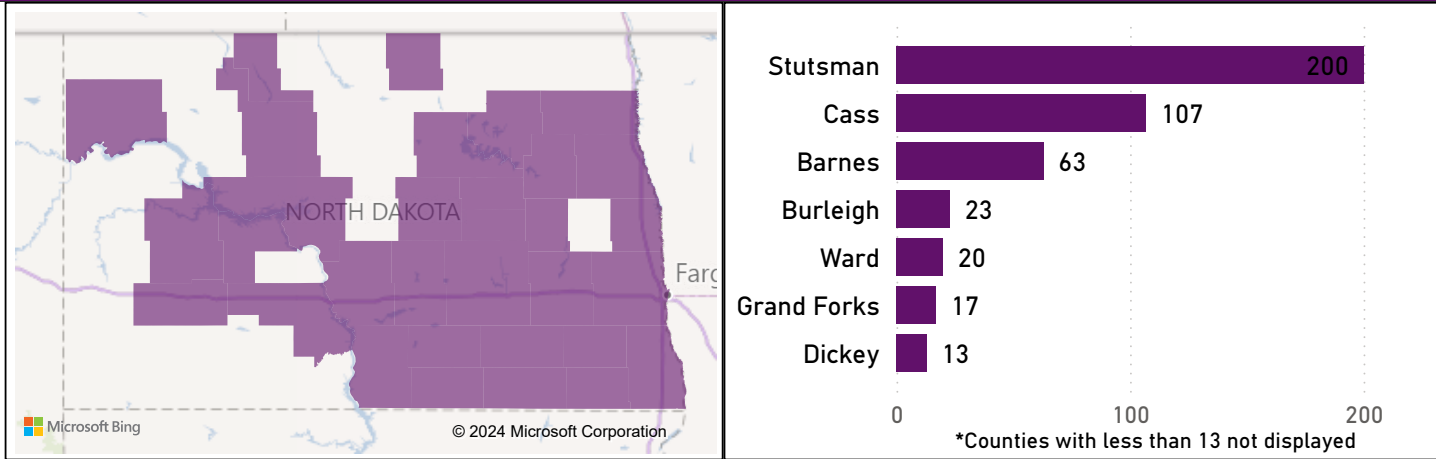 NORTH DAKOTA
Farg
Microsoft Bing
© 2024 Microsoft Corporation
Stutsman 200
Cass 107
Barnes 63
Burleigh 23
Ward 20
Grand Forks 17
Dickey 13
0 100 200
*Counties with less than 13 not displayed